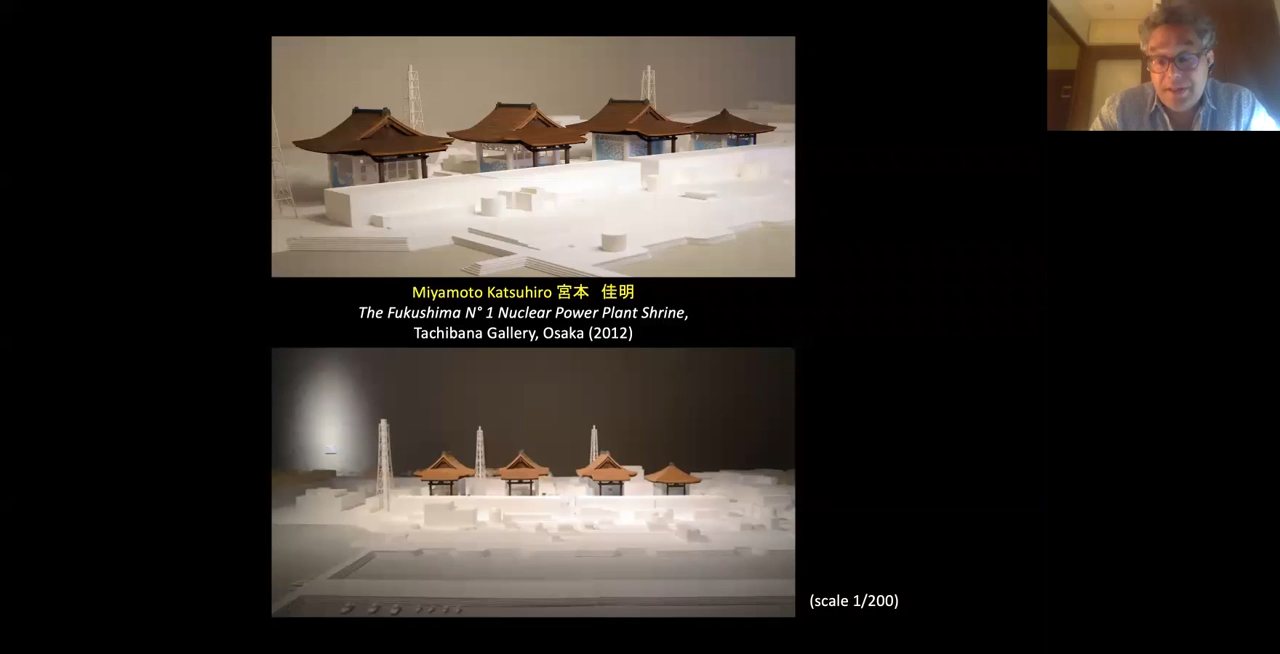 Miyamoto Katsuhiro 宮本 佳明
The Fukushima N° 1 Nuclear Power Plant Shrine,
Tachibana Gallery, Osaka (2012)
(scale 1/200)